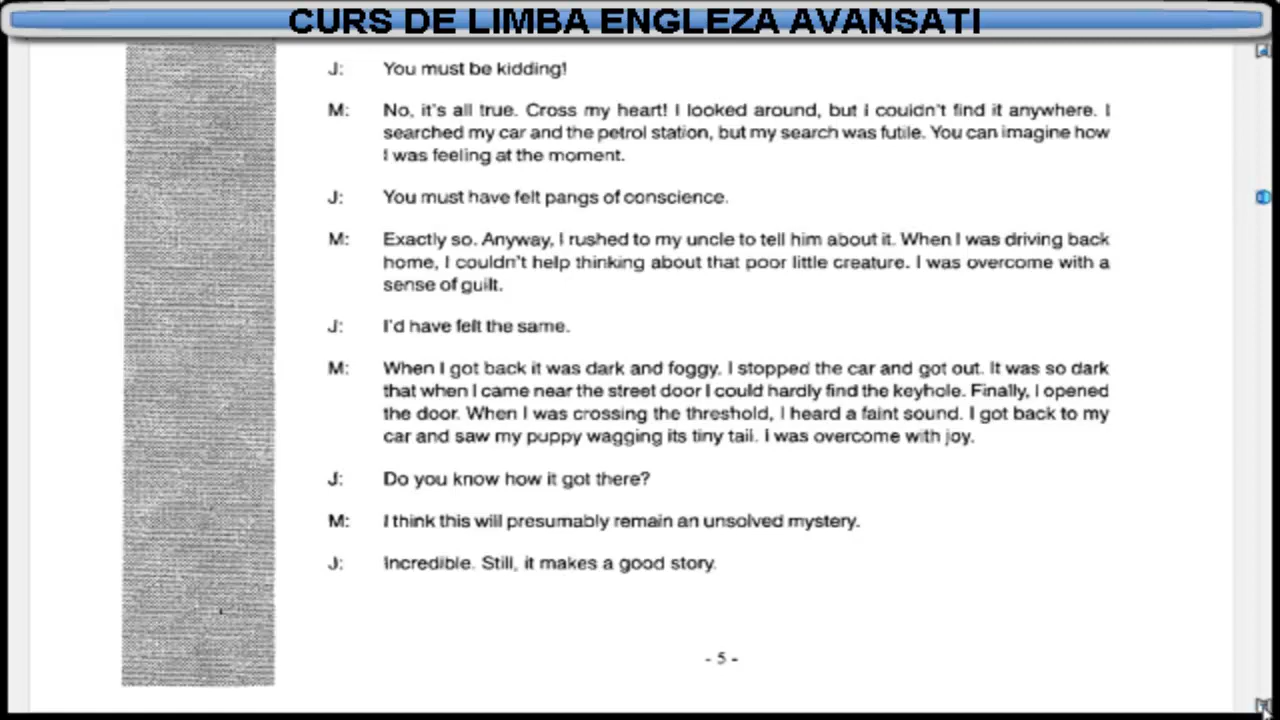 CURS DE LIMBA ENGLEZA AVANSATI
J: You must be kidding!
M: No, it's all true. Cross my heart! I looked around, but I couldn't find it anywhere. I
searched my car and the petrol station, but my search was futile. You can imagine how
I was feeling at the moment.
J: You must have felt pangs of conscience.
M: Exactly so. Anyway, I rushed to my uncle to tell him about it. When I was driving back
home, I couldn't help thinking about that poor little creature. I was overcome with a
sense of guilt.
J: I'd have felt the same.
M: When I got back it was dark and foggy. I stopped the car and got out. It was so dark
that when I came near the street door I could hardly find the keyhole. Finally, I opened
the door. When I was crossing the threshold, I heard a faint sound. I got back to my
car and saw my puppy wagging its tiny tail. I was overcome with joy.
J: Do you know how it got there?
M: I think this will presumably remain an unsolved mystery.
J: Incredible. Still, it makes a good story.
- 5 -